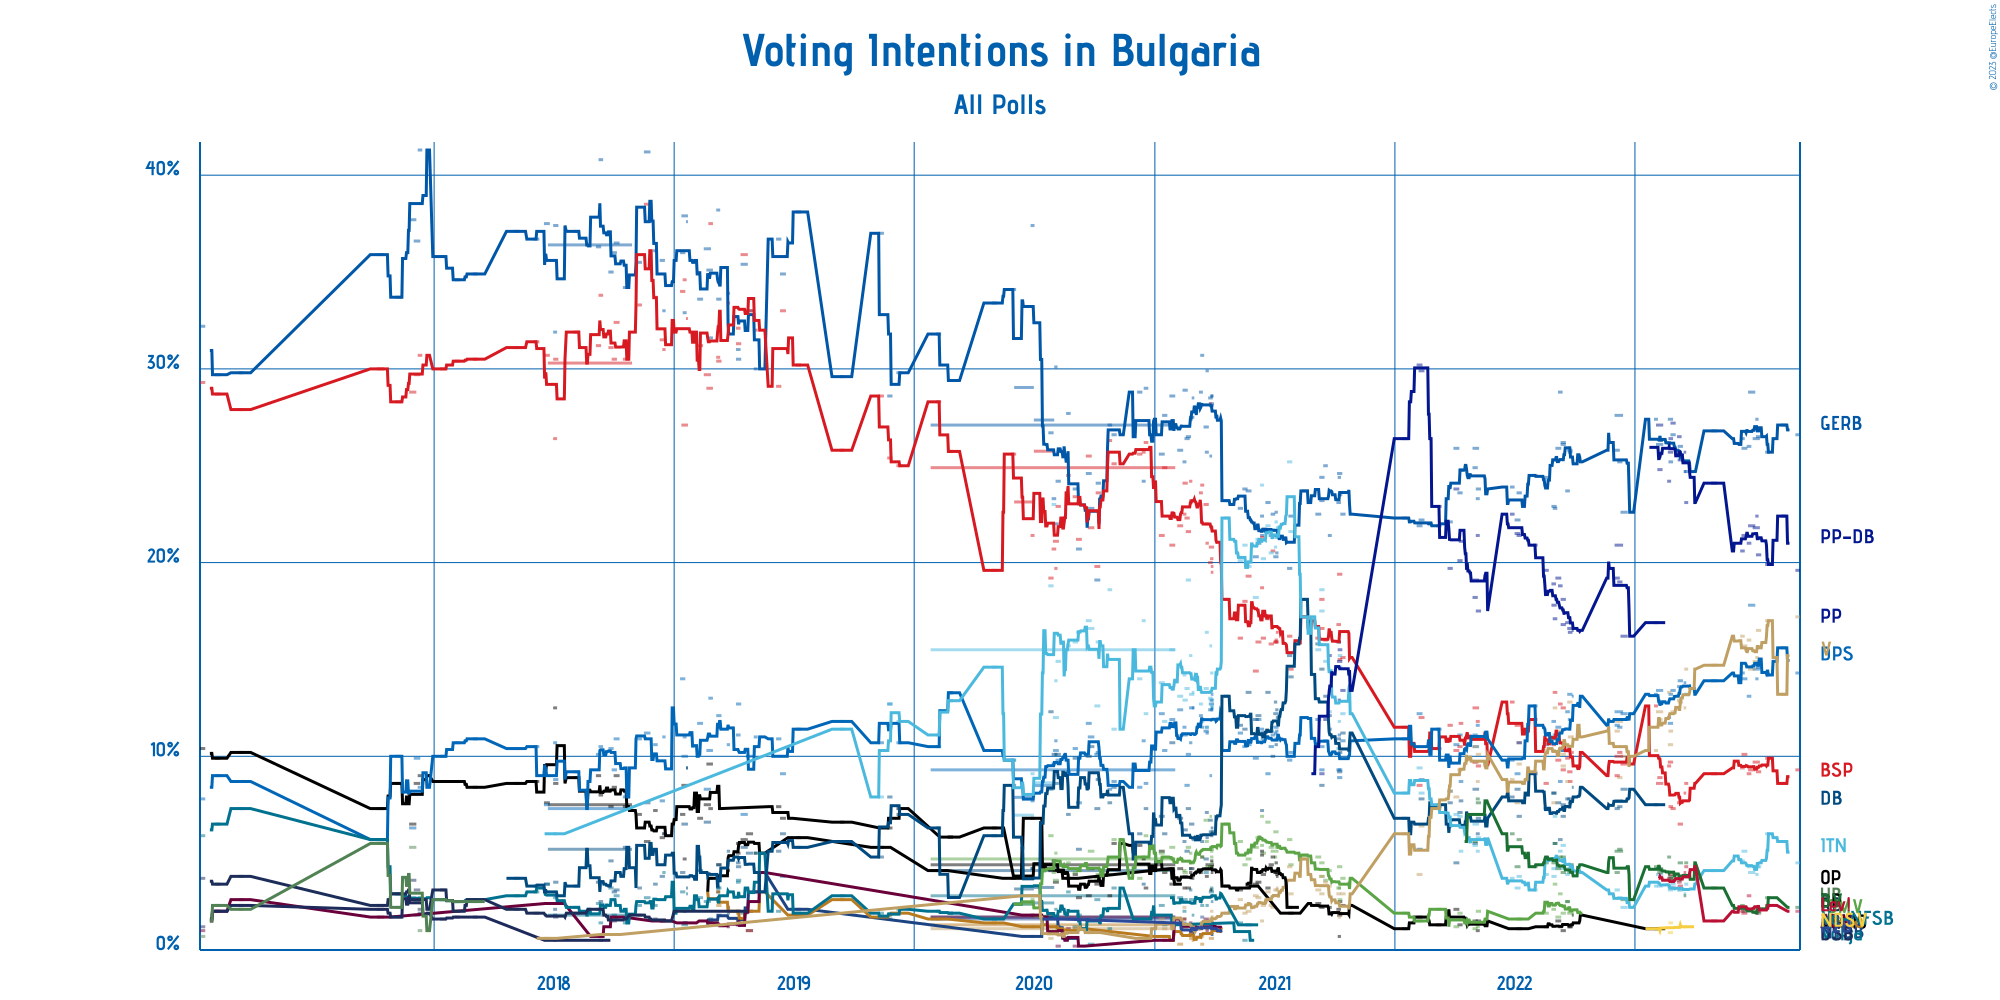 Voting Intentions in Bulgaria
All Polls
© 2023 @EuropeElects
40%
30%
20%
10%
0%
2018
2019
2020
2021
2022
GERB
PP-DB
PP
V
DPS
BSP
DB
ITN
OP
NDSV